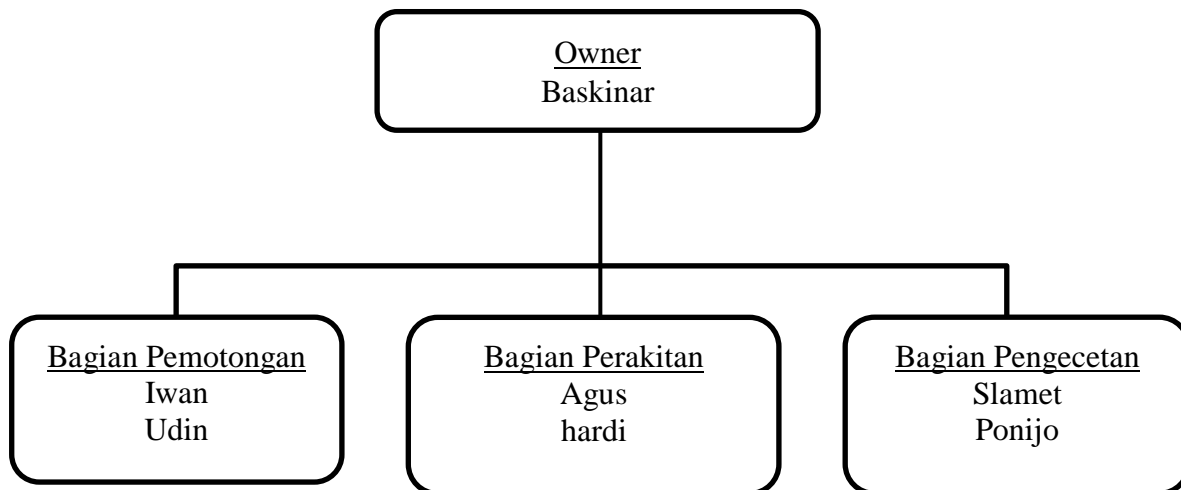 Owner
Baskinar
Bagian Pemotongan
Iwan
Udin
Bagian Perakitan
Agus
hardi
Bagian Pengecetan
Slamet
Ponijo